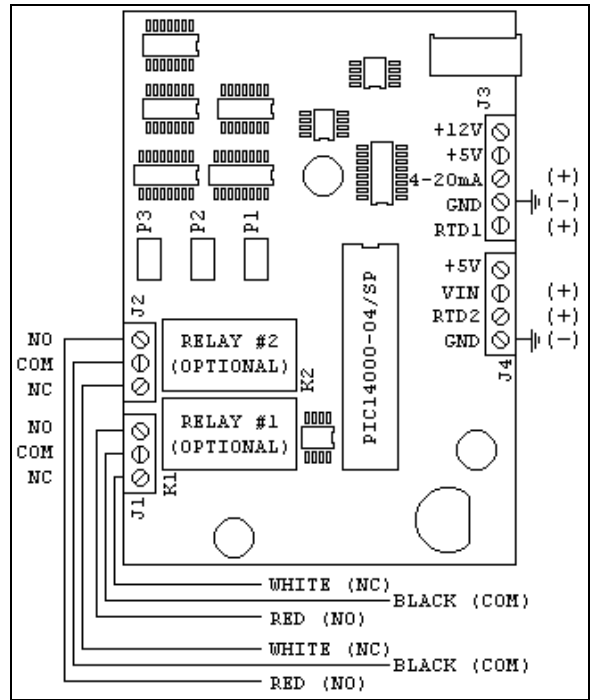 J3
+12V
+5V
4-20mA (+)
GND (-)
RTD1 (+)
P3 P2 P1
+5V
VIN (+)
RTD2 (+)
GND (-)
J4
PIC14000-04/SP
J2
NO
COM
NC
RELAY #2
(OPTIONAL)
K2
NO
COM
NC
RELAY #1
(OPTIONAL)
K1
J1
WHITE (NC)
BLACK (COM)
RED (NO)
WHITE (NC)
BLACK (COM)
RED (NO)